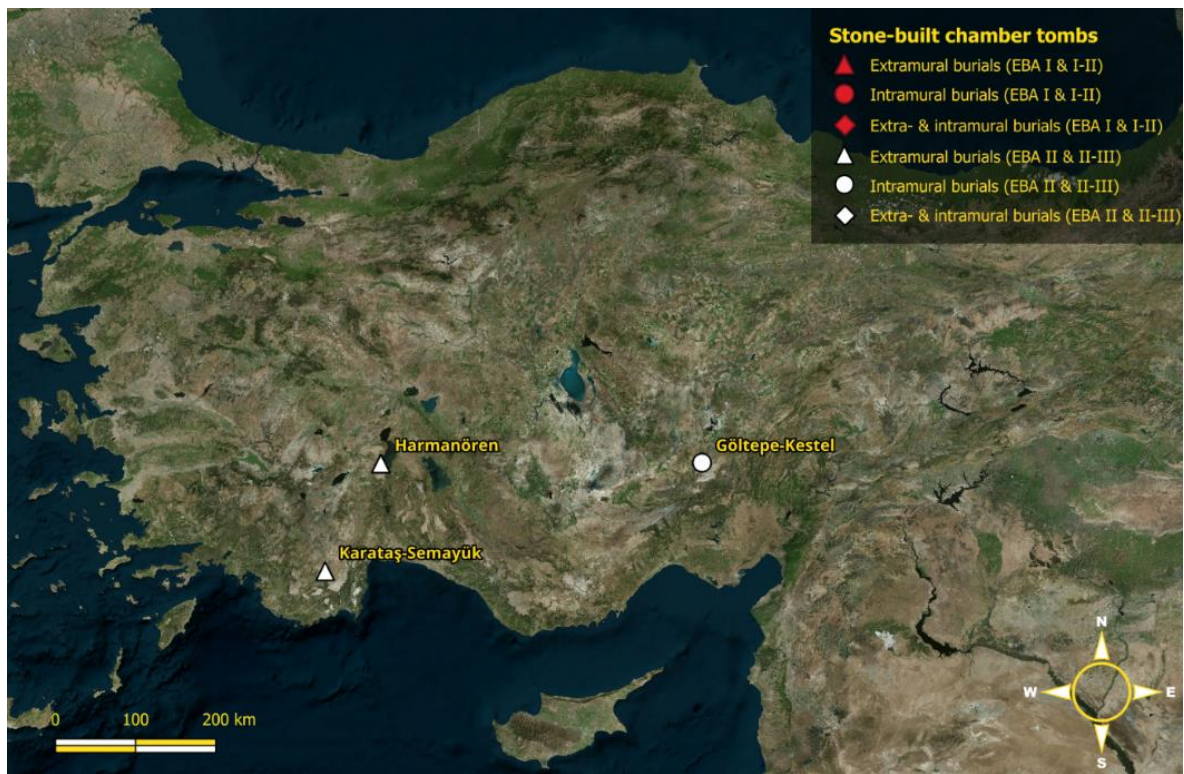 Stone-built chamber tombs
Extramural burials (EBA I & I-II)
Intramural burials (EBA I & I-II)
Extra- & intramural burials (EBA I & I-II)
Extramural burials (EBA II & II-III)
Intramural burials (EBA II & II-III)
Extra- & intramural burials (EBA II & II-III)
Harmanören
Göltepe-Kestel
Karataş-Semayük
N
W E
S
0 100 200 km